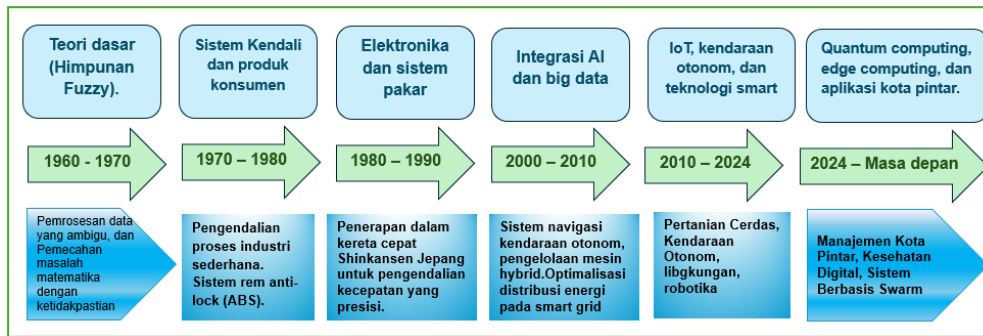 Teori dasar
(Himpunan
Fuzzy).
Sistem Kendali
dan produk
konsumen
Elektronika
dan sistem
pakar
Integrasi AI
dan big data
IoT, kendaraan
otonom, dan
teknologi smart
Quantum computing,
edge computing, dan
aplikasi kota pintar.
1960 - 1970
1970 – 1980
1980 – 1990
2000 – 2010
2010 – 2024
2024 – Masa depan
Pemrosesan data
yang ambigu, dan
Pemecahan
masalah
matematika
dengan
ketidakpastian
Pengendalian
proses industri
sederhana.
Sistem rem anti-
lock (ABS).
Penerapan dalam
kereta cepat
Shinkansen Jepang
untuk pengendalian
kecepatan yang
presisi.
Sistem navigasi
kendaraan otonom,
pengelolaan mesin
hybrid.Optimalisasi
distribusi energi
pada smart grid
Pertanian Cerdas,
Kendaraan
Otonom,
libgkungan,
robotika
Manajemen Kota
Pintar, Kesehatan
Digital, Sistem
Berbasis Swarm